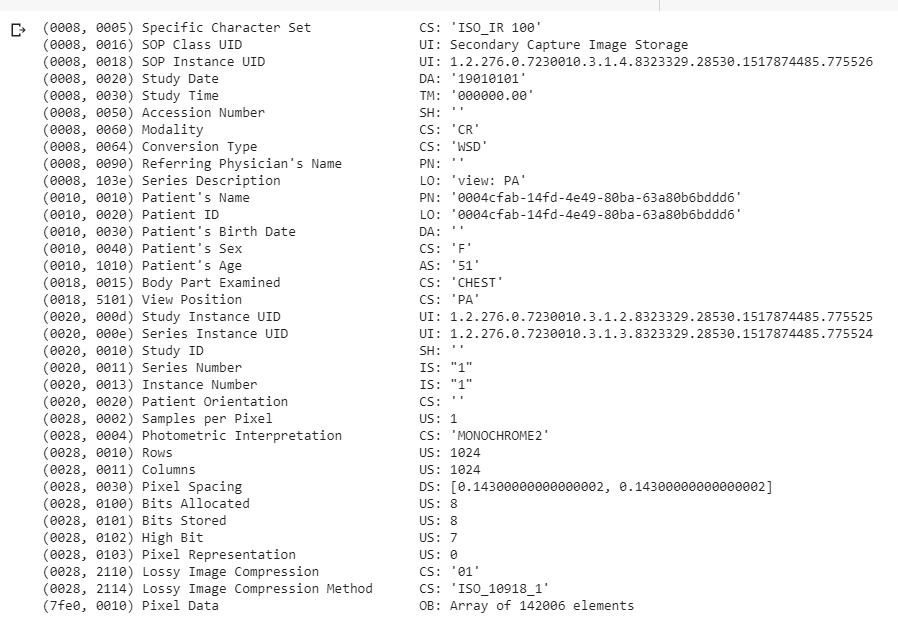 (0008, 0005) Specific Character Set CS: 'ISO_IR 100'
(0008, 0016) SOP Class UID UI: Secondary Capture Image Storage
(0008, 0018) SOP Instance UID UI: 1.2.276.0.7230010.3.1.4.8323329.28530.1517874485.775526
(0008, 0020) Study Date DA: '19010101'
(0008, 0030) Study Time TM: '000000.00'
(0008, 0050) Accession Number SH: ''
(0008, 0060) Modality CS: 'CR'
(0008, 0064) Conversion Type CS: 'WSD'
(0008, 0090) Referring Physician's Name PN: ''
(0008, 103e) Series Description LO: 'view: PA'
(0010, 0010) Patient's Name PN: '0004cfab-14fd-4e49-80ba-63a80b6bddd6'
(0010, 0020) Patient ID LO: '0004cfab-14fd-4e49-80ba-63a80b6bddd6'
(0010, 0030) Patient's Birth Date DA: ''
(0010, 0040) Patient's Sex CS: 'F'
(0010, 1010) Patient's Age AS: '51'
(0018, 0015) Body Part Examined CS: 'CHEST'
(0018, 5101) View Position CS: 'PA'
(0020, 000d) Study Instance UID UI: 1.2.276.0.7230010.3.1.2.8323329.28530.1517874485.775525
(0020, 000e) Series Instance UID UI: 1.2.276.0.7230010.3.1.3.8323329.28530.1517874485.775524
(0020, 0010) Study ID SH: ''
(0020, 0011) Series Number IS: "1"
(0020, 0013) Instance Number IS: "1"
(0020, 0020) Patient Orientation CS: ''
(0028, 0002) Samples per Pixel US: 1
(0028, 0004) Photometric Interpretation CS: 'MONOCHROME2'
(0028, 0010) Rows US: 1024
(0028, 0011) Columns US: 1024
(0028, 0030) Pixel Spacing DS: [0.14300000000000002, 0.14300000000000002]
(0028, 0100) Bits Allocated US: 8
(0028, 0101) Bits Stored US: 8
(0028, 0102) High Bit US: 7
(0028, 0103) Pixel Representation US: 0
(0028, 2110) Lossy Image Compression CS: '01'
(0028, 2114) Lossy Image Compression Method CS: 'ISO_10918_1'
(7fe0, 0010) Pixel Data OB: Array of 142006 elements